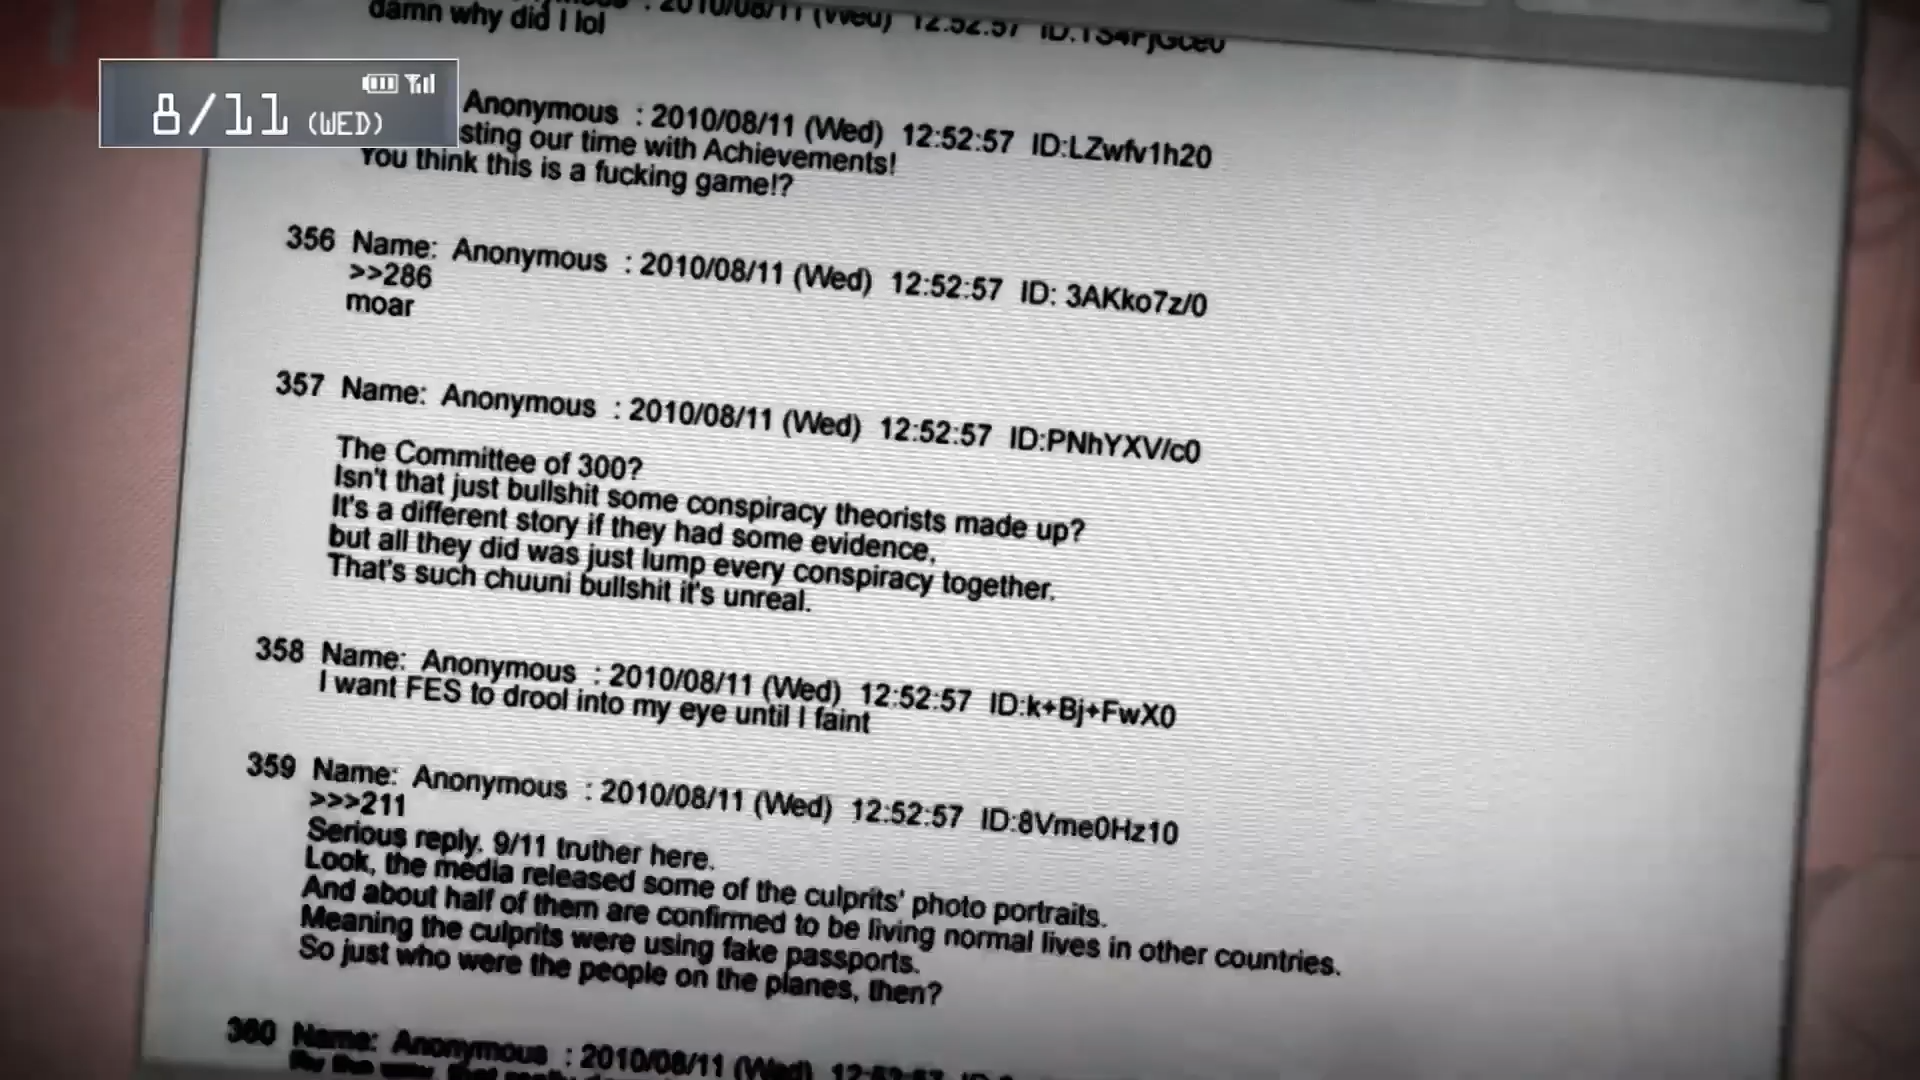 damn why did I lol
8/11 (WED)
Anonymous : 2010/08/11 (Wed) 12:52:57 ID:LZwfv1h20
sting our time with Achievements!
You think this is a fucking game!?
356 Name: Anonymous : 2010/08/11 (Wed) 12:52:57 ID: 3AKko7z/0
>>286
moar
357 Name: Anonymous : 2010/08/11 (Wed) 12:52:57 ID:PNhYXV/c0
The Committee of 300?
Isn't that just bullshit some conspiracy theorists made up?
It's a different story if they had some evidence,
but all they did was just lump every conspiracy together.
That's such chuuni bullshit it's unreal.
358 Name: Anonymous : 2010/08/11 (Wed) 12:52:57 ID:k+Bj+FwX0
I want FES to drool into my eye until I faint
359 Name: Anonymous : 2010/08/11 (Wed) 12:52:57 ID:8Vme0Hz10
>>>211
Serious reply. 9/11 truther here.
Look, the media released some of the culprits' photo portraits.
And about half of them are confirmed to be living normal lives in other countries.
Meaning the culprits were using fake passports.
So just who were the people on the planes, then?
360 Name: Anonymous : 2010/08/11 (Wed) 12:52:57